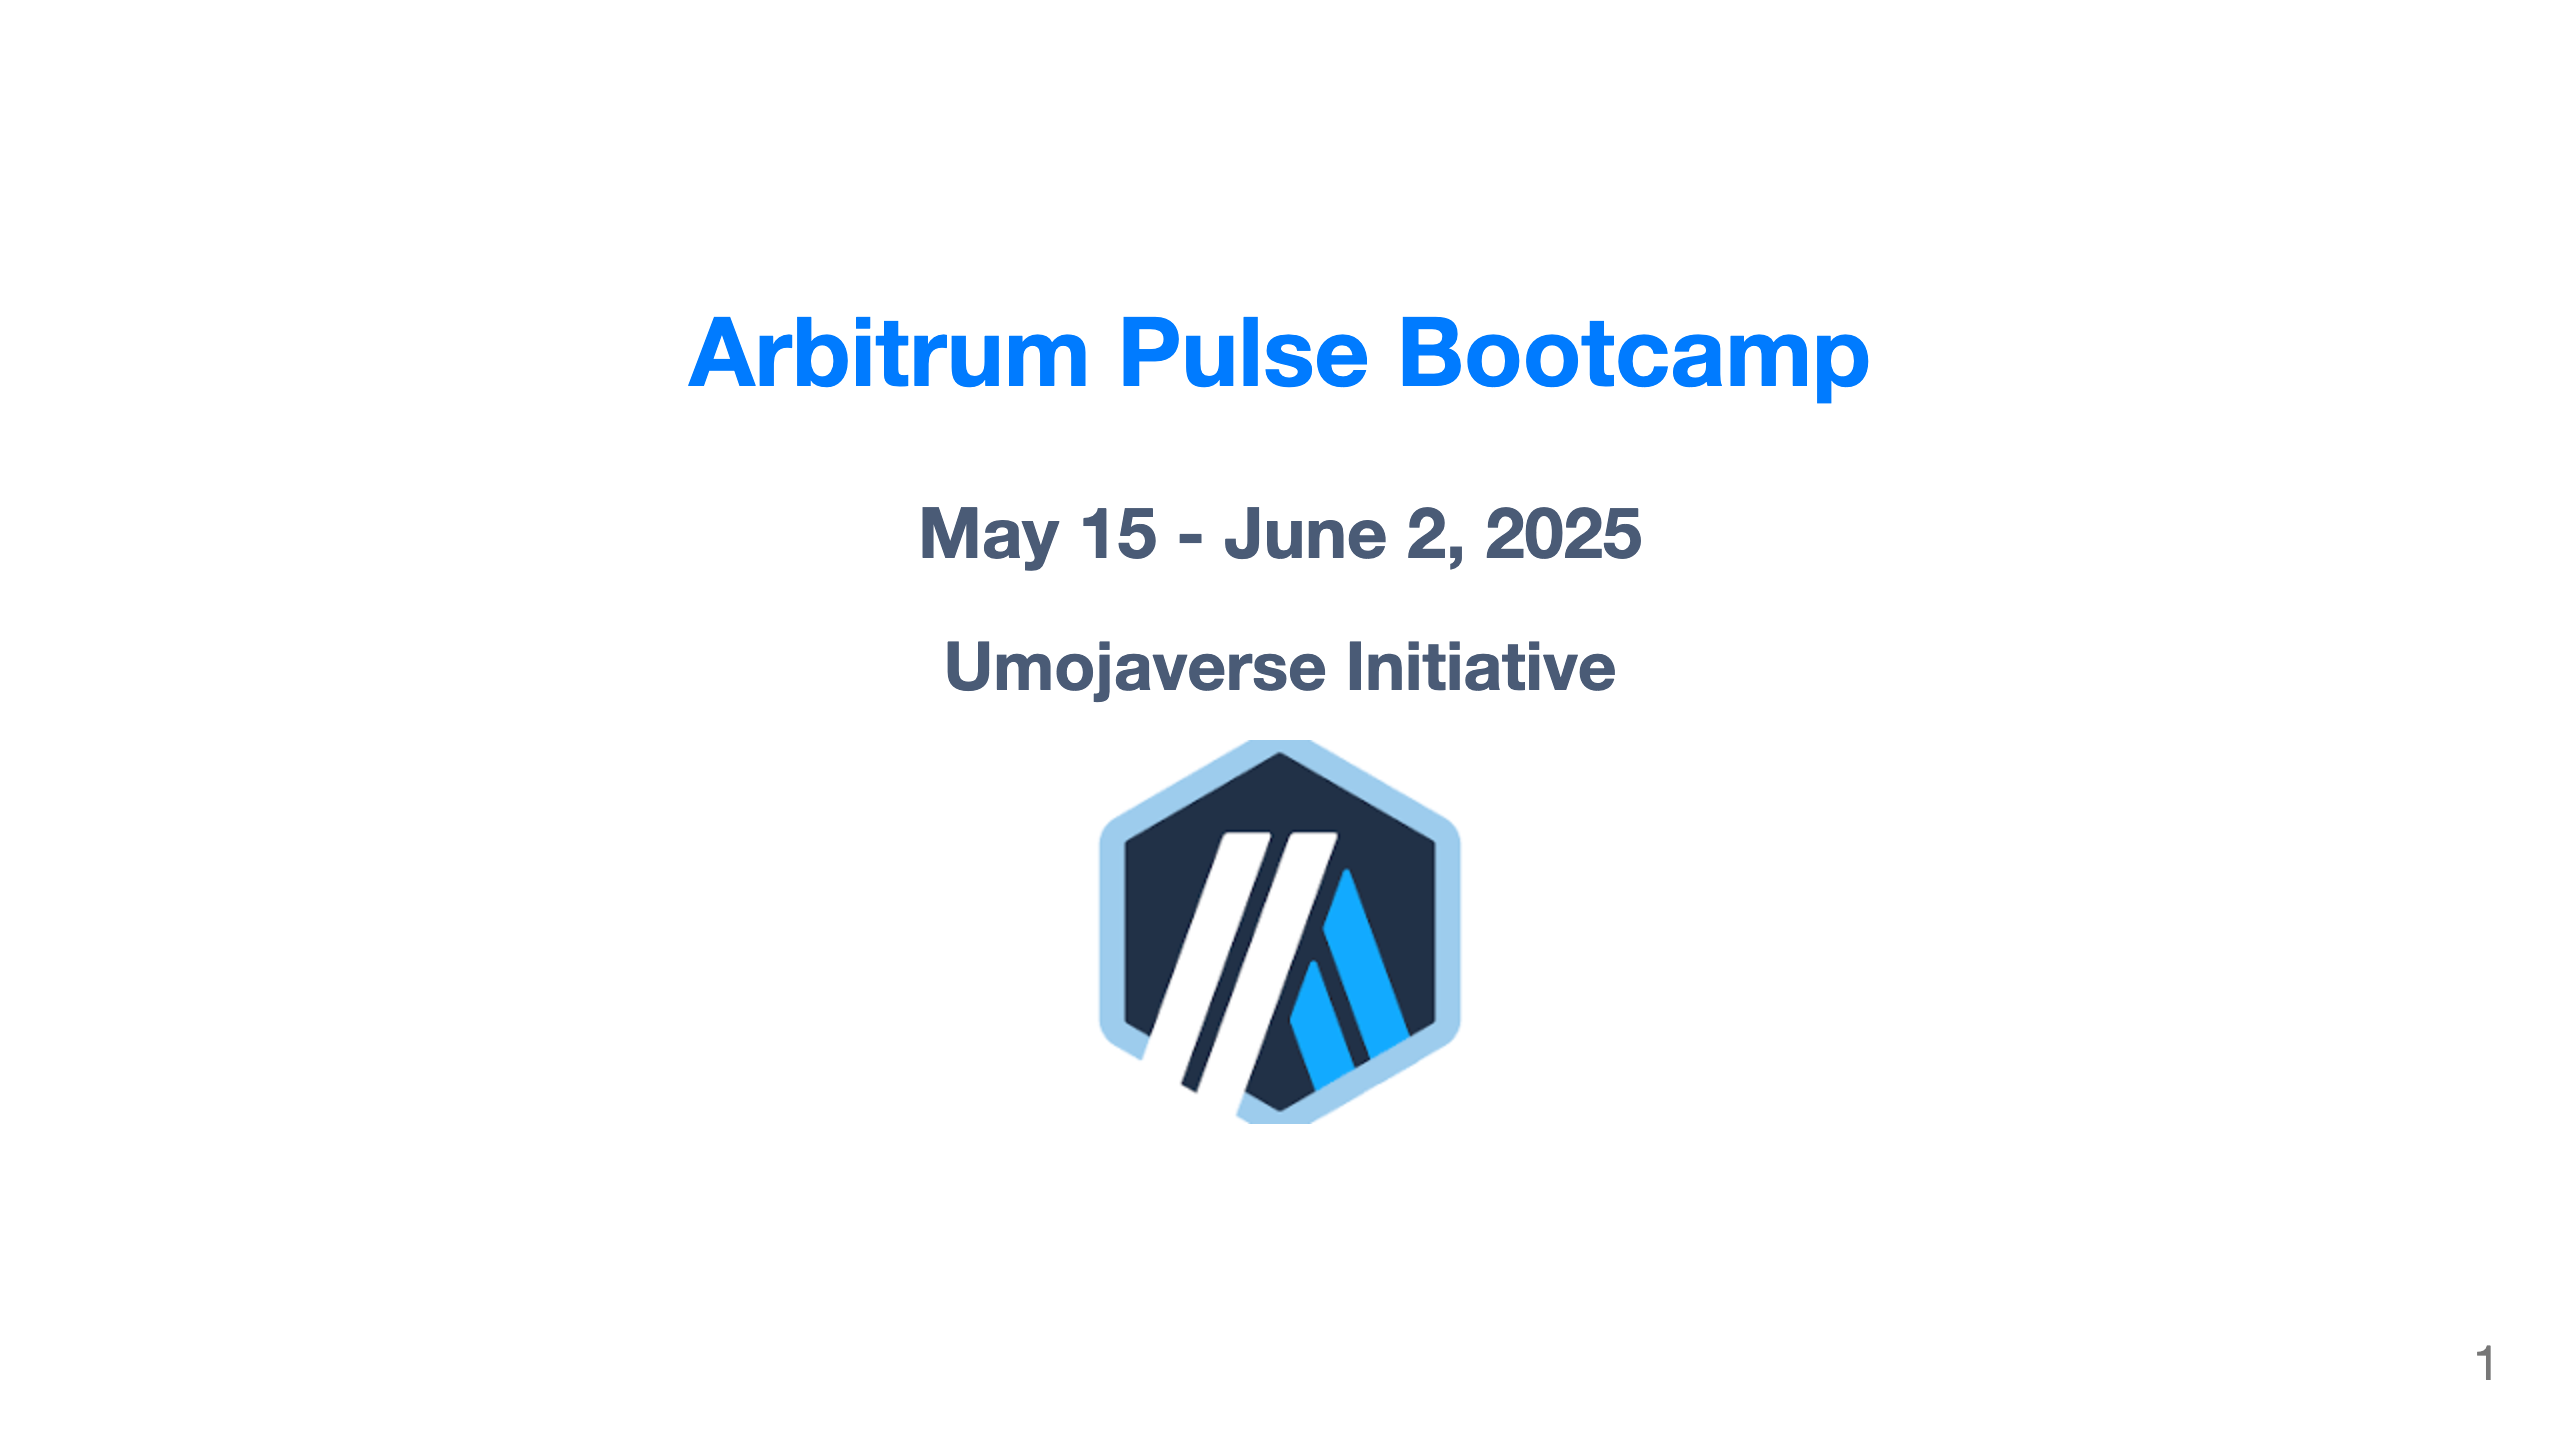 Arbitrum Pulse Bootcamp
May 15 - June 2, 2025
Umojaverse Initiative
1